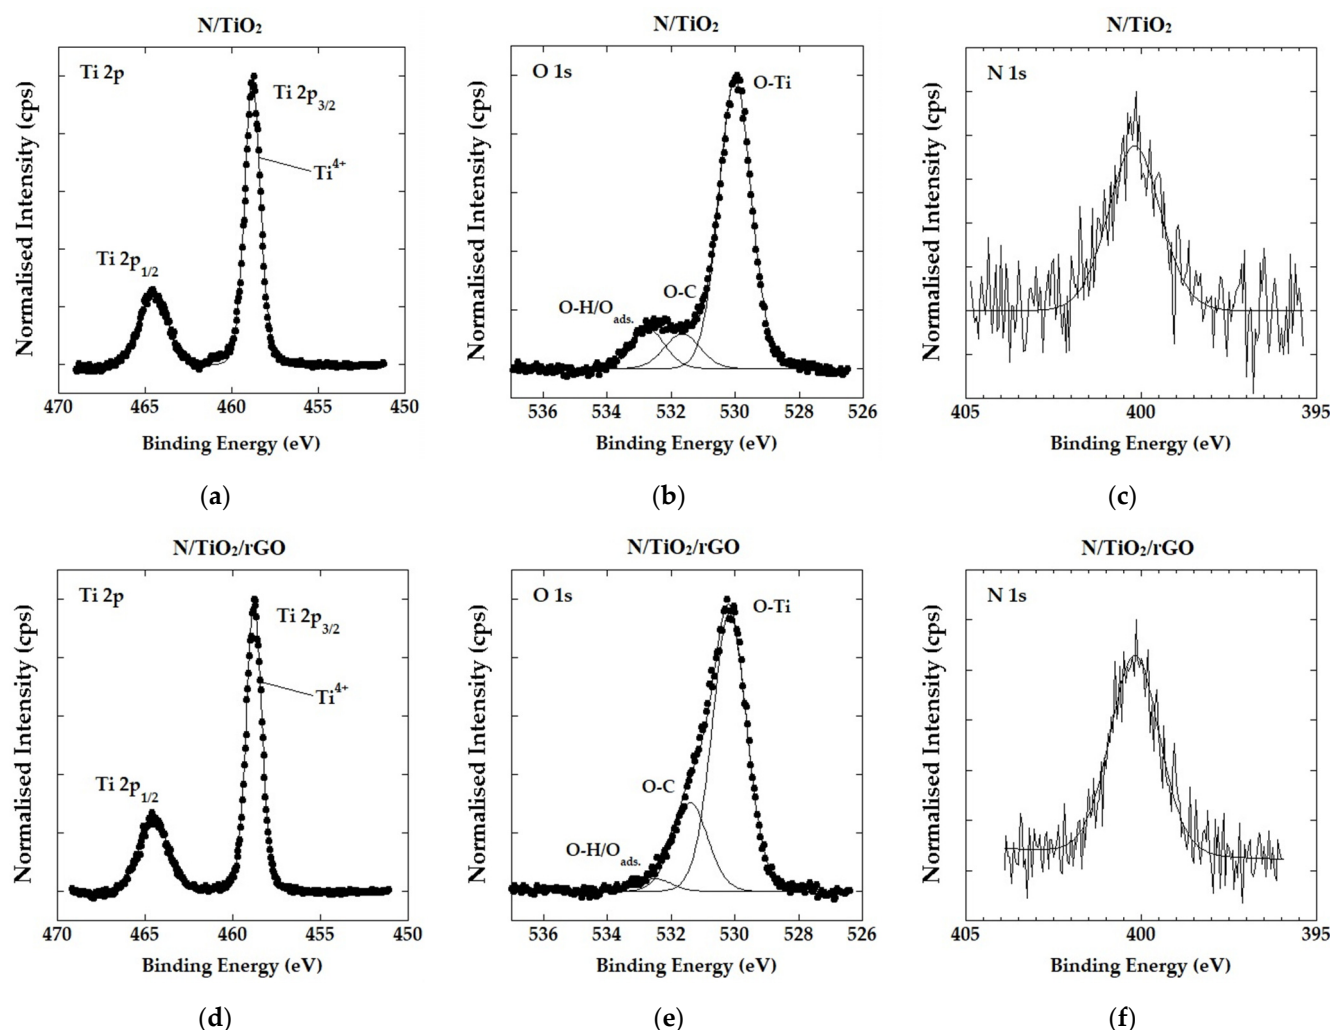 N/TiO₂
Ti 2p
Ti 2p₃/₂
Ti⁴⁺
Ti 2p₁/₂
Normalised Intensity (cps)
470 465 460 455 450
Binding Energy (eV)
(a)
N/TiO₂
O 1s
O-Ti
O-C
O-H/O ads.
Normalised Intensity (cps)
536 534 532 530 528 526
Binding Energy (eV)
(b)
N/TiO₂
N 1s
Normalised Intensity (cps)
405 400 395
Binding Energy (eV)
(c)
N/TiO₂/rGO
Ti 2p
Ti 2p₃/₂
Ti⁴⁺
Ti 2p₁/₂
Normalised Intensity (cps)
470 465 460 455 450
Binding Energy (eV)
(d)
N/TiO₂/rGO
O 1s
O-Ti
O-C
O-H/O ads.
Normalised Intensity (cps)
536 534 532 530 528 526
Binding Energy (eV)
(e)
N/TiO₂/rGO
N 1s
Normalised Intensity (cps)
405 400 395
Binding Energy (eV)
(f)